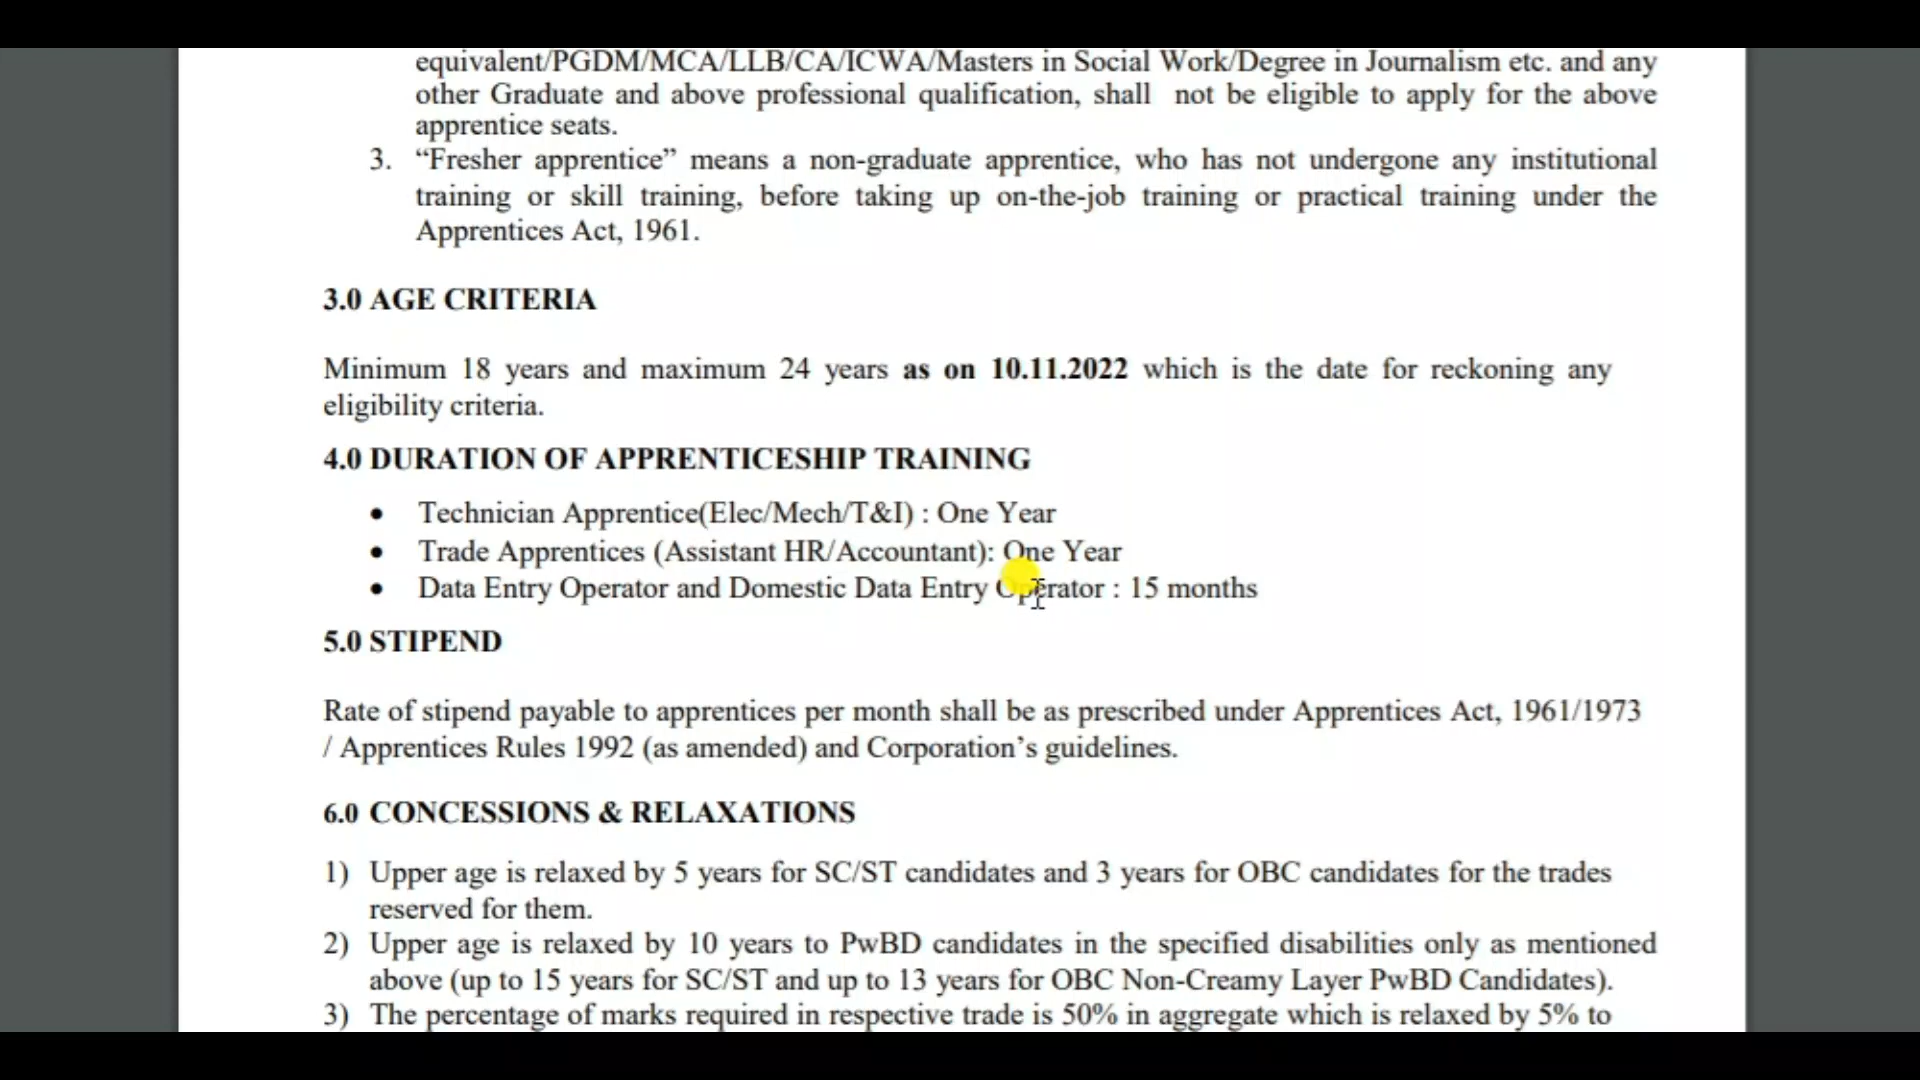 equivalent/PGDM/MCA/LLB/CA/ICWA/Masters in Social Work/Degree in Journalism etc. and any
other Graduate and above professional qualification, shall not be eligible to apply for the above
apprentice seats.
3. “Fresher apprentice” means a non-graduate apprentice, who has not undergone any institutional
training or skill training, before taking up on-the-job training or practical training under the
Apprentices Act, 1961.
3.0 AGE CRITERIA
Minimum 18 years and maximum 24 years as on 10.11.2022 which is the date for reckoning any
eligibility criteria.
4.0 DURATION OF APPRENTICESHIP TRAINING
• Technician Apprentice(Elec/Mech/T&I) : One Year
• Trade Apprentices (Assistant HR/Accountant): One Year
• Data Entry Operator and Domestic Data Entry Operator : 15 months
5.0 STIPEND
Rate of stipend payable to apprentices per month shall be as prescribed under Apprentices Act, 1961/1973
/ Apprentices Rules 1992 (as amended) and Corporation’s guidelines.
6.0 CONCESSIONS & RELAXATIONS
1) Upper age is relaxed by 5 years for SC/ST candidates and 3 years for OBC candidates for the trades
reserved for them.
2) Upper age is relaxed by 10 years to PwBD candidates in the specified disabilities only as mentioned
above (up to 15 years for SC/ST and up to 13 years for OBC Non-Creamy Layer PwBD Candidates).
3) The percentage of marks required in respective trade is 50% in aggregate which is relaxed by 5% to